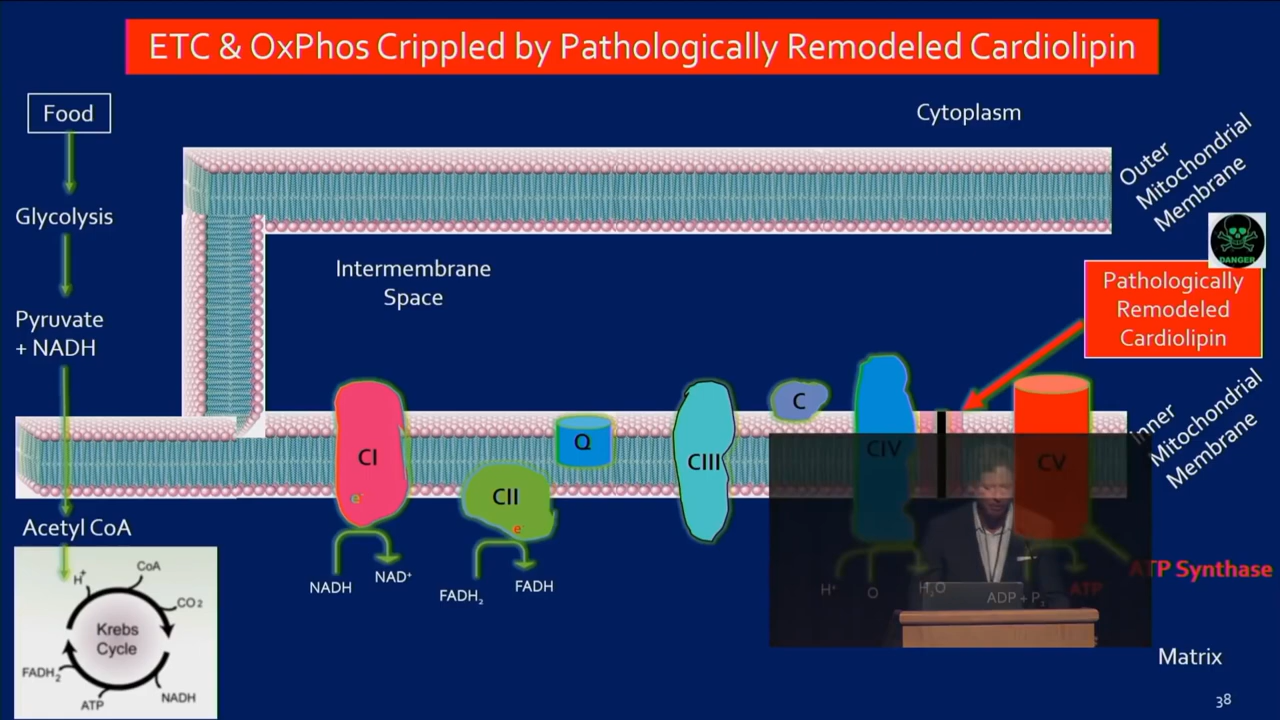 ETC & OxPhos Crippled by Pathologically Remodeled Cardiolipin
Food
Cytoplasm
Outer
Mitochondrial
Membrane
Glycolysis
DANGER
Intermembrane
Space
Pathologically
Remodeled
Cardiolipin
Pyruvate
+ NADH
C
Q
CI
CII
CIII
CIV
CV
Inner
Mitochondrial
Membrane
e-
e-
Acetyl CoA
NADH
NAD+
FADH2
FADH
H+
O
H2O
ADP + P
ATP
ATP Synthase
H+
CoA
CO2
Krebs
Cycle
FADH2
ATP
NADH
Matrix
38